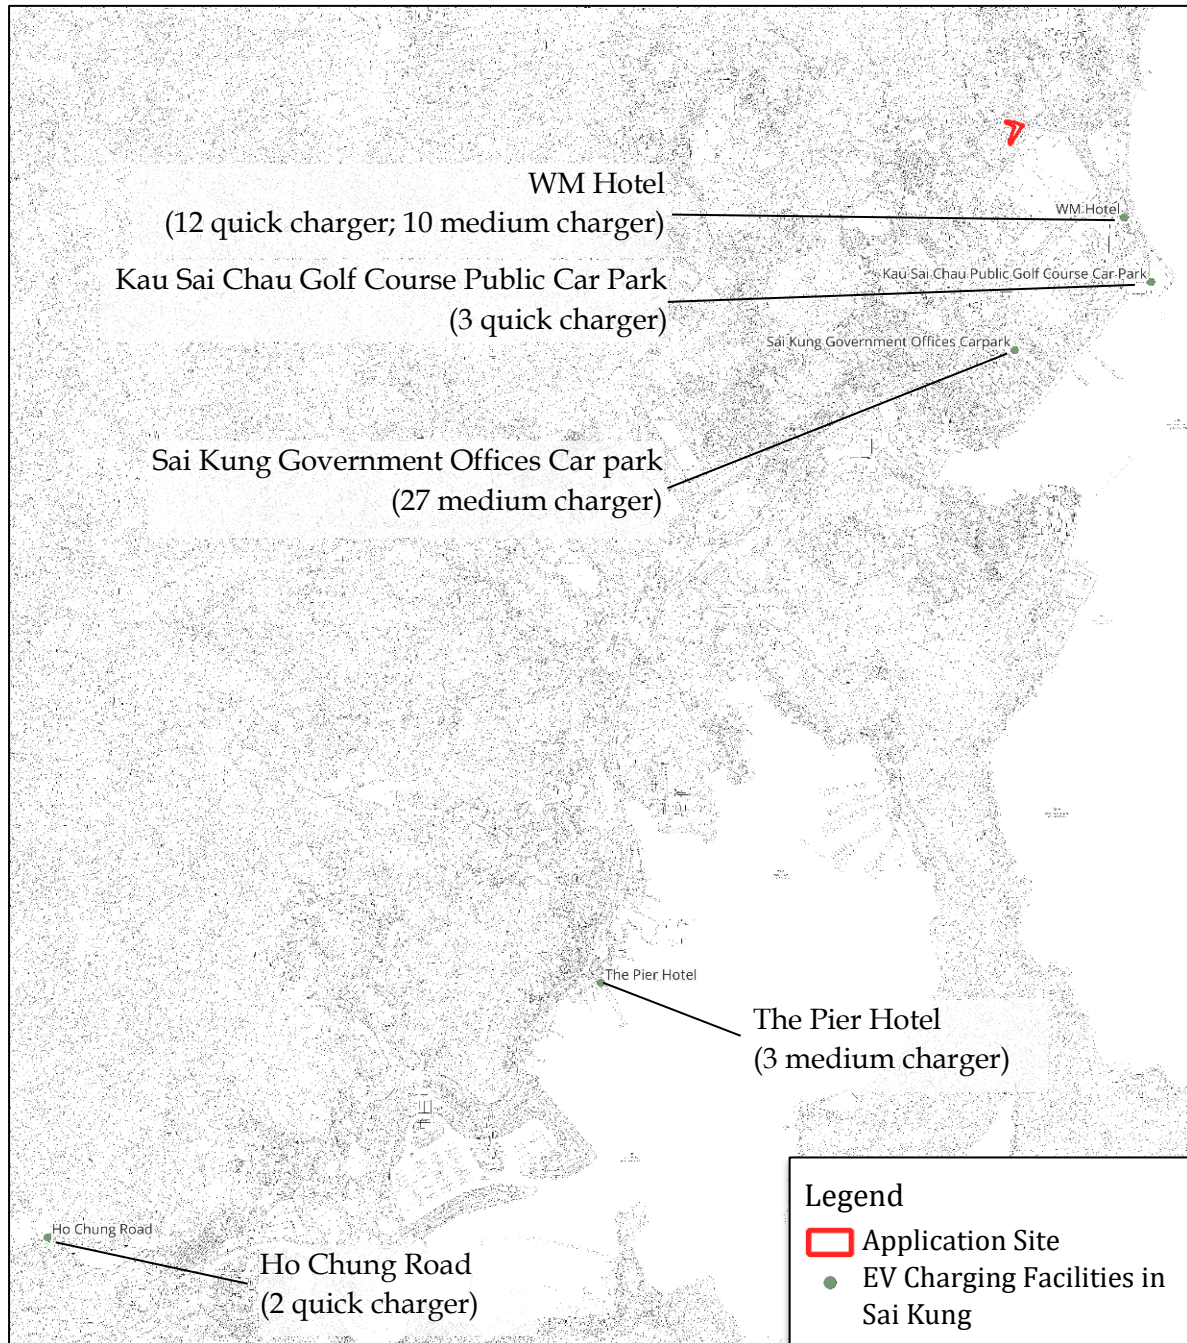 WM Hotel
(12 quick charger; 10 medium charger)
WM Hotel
Kau Sai Chau Golf Course Public Car Park
(3 quick charger)
Kau Sai Chau Public Golf Course Car Park
Sai Kung Government Offices Carpark
Sai Kung Government Offices Car park
(27 medium charger)
The Pier Hotel
The Pier Hotel
(3 medium charger)
Ho Chung Road
Ho Chung Road
(2 quick charger)
Legend
Application Site
EV Charging Facilities in
Sai Kung